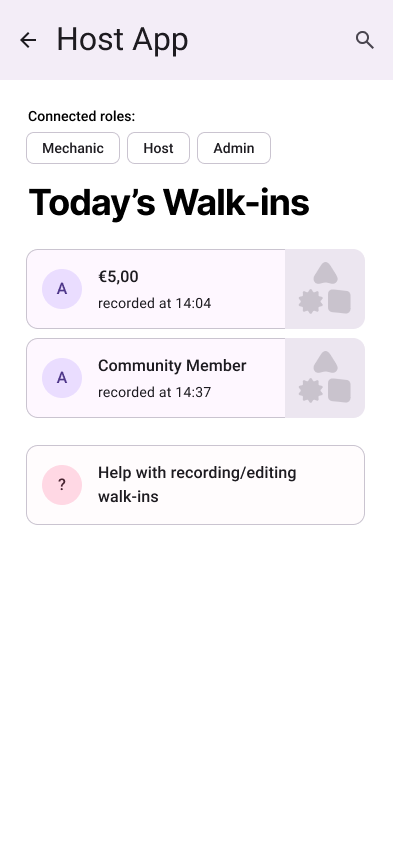 Host App
Connected roles:
Mechanic Host Admin
Today's Walk-ins
A
€5,00
recorded at 14:04
A
Community Member
recorded at 14:37
?
Help with recording/editing
walk-ins